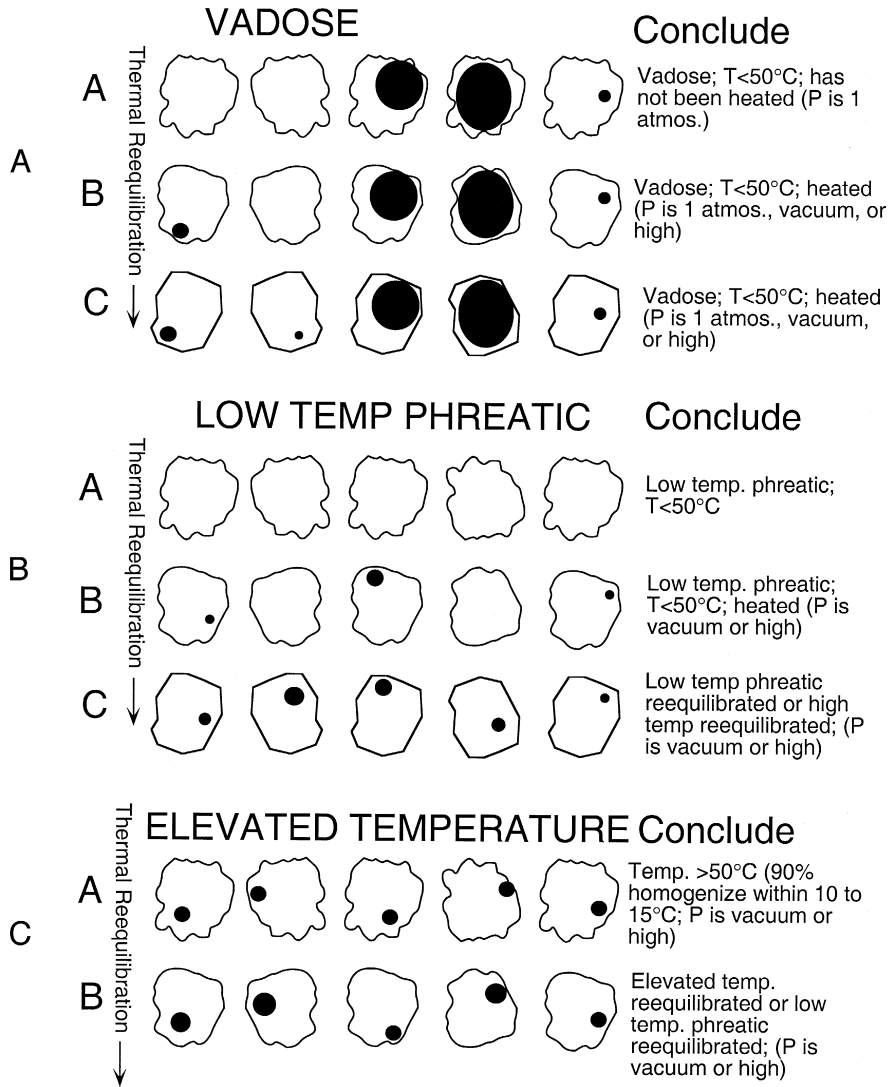 VADOSE
Conclude
A
Thermal Reequilibration
A
Vadose; T<50°C; has
not been heated (P is 1
atmos.)
B
Vadose; T<50°C; heated
(P is 1 atmos., vacuum, or
high)
C
Vadose; T<50°C; heated
(P is 1 atmos., vacuum,
or high)
LOW TEMP PHREATIC
Conclude
B
Thermal Reequilibration
A
Low temp. phreatic;
T<50°C
B
Low temp. phreatic;
T<50°C; heated (P is
vacuum or high)
C
Low temp phreatic
reequilibrated or high
temp reequilibrated; (P
is vacuum or high)
ELEVATED TEMPERATURE
Conclude
C
Thermal Reequilibration
A
Temp. >50°C (90%
homogenize within 10 to
15°C; P is vacuum or
high)
B
Elevated temp.
reequilibrated or low
temp. phreatic
reequilibrated; (P is
vacuum or high)